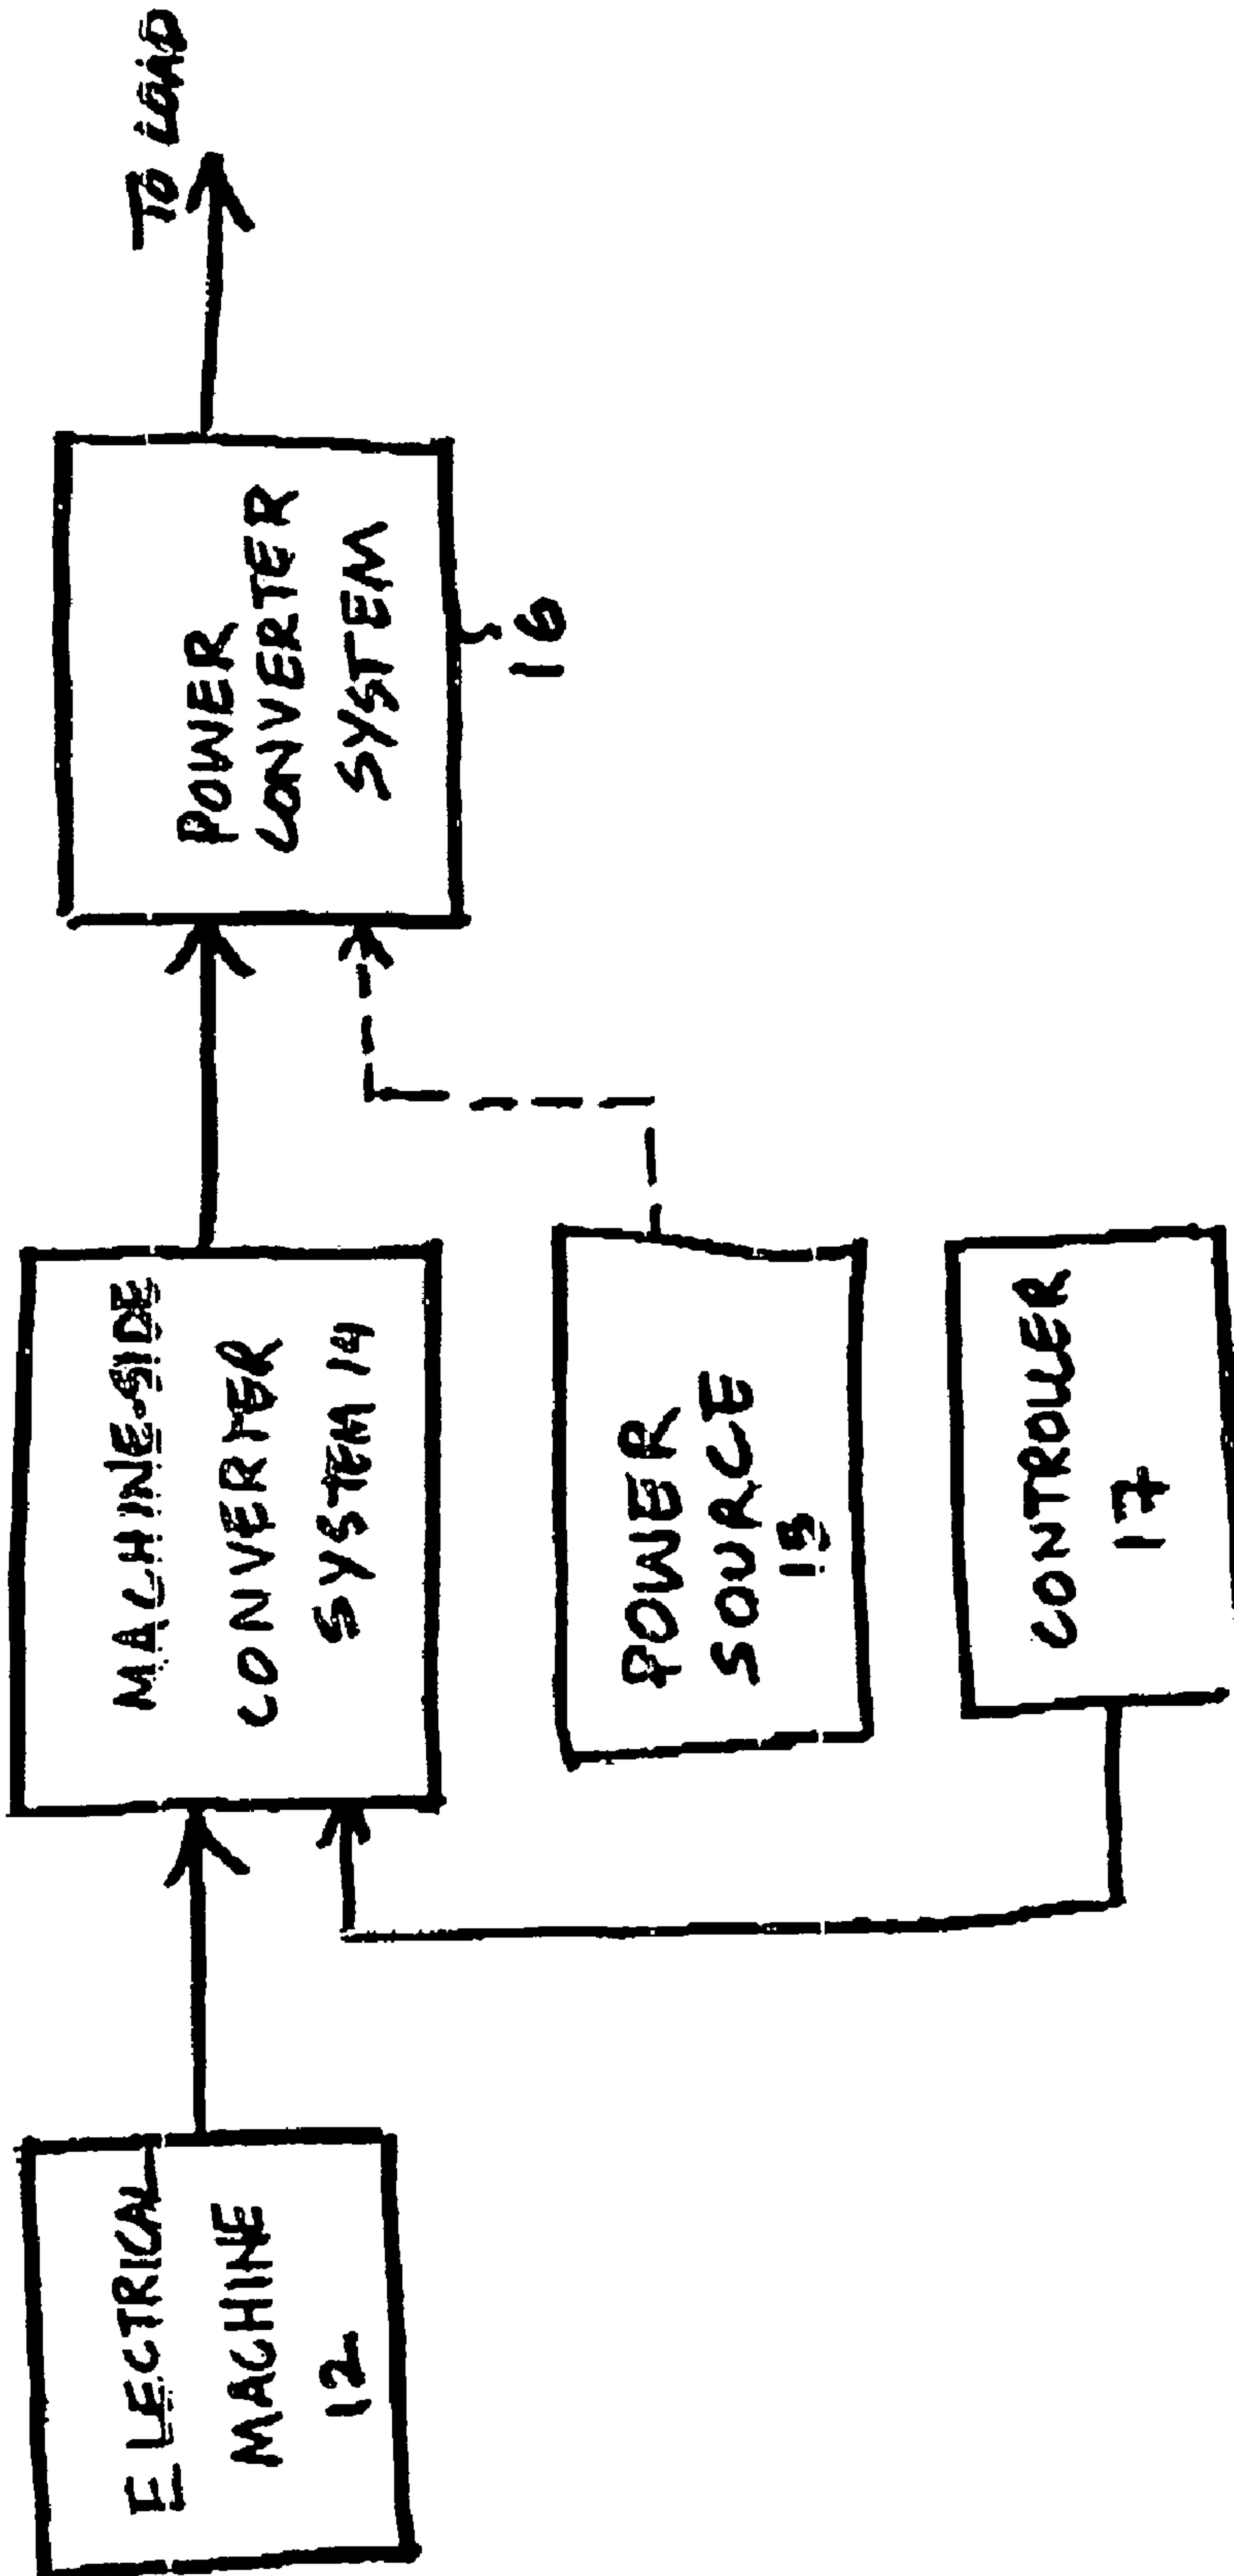 ELECTRICAL
MACHINE
12
MACHINE-SIDE
CONVERTER
SYSTEM 14
POWER
SOURCE
15
CONTROLLER
17
POWER
CONVERTER
SYSTEM
16
TO LOAD